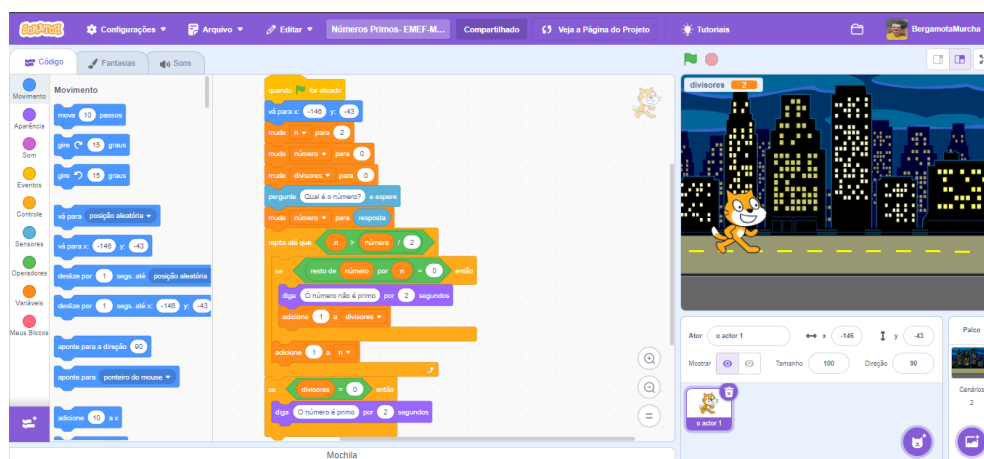 SCRATCH
Configurações
Arquivo
Editar
Números Primos- EMEF-M...
Compartilhado
Veja a Página do Projeto
Tutoriais
BergamotaMurcha
Código
Fantasias
Sons
Movimento
Aparência
Som
Eventos
Controle
Sensores
Operadores
Variáveis
Meus Blocos
Movimento
mova 10 passos
gire 15 graus
gire 15 graus
vá para posição aleatória
vá para x: -146 y: -43
deslize por 1 segs. até posição aleatória
deslize por 1 segs. até x: -146 y: -43
aponte para a direção 90
aponte para ponteiro do mouse
adicione 10 a x
quando for clicado
vá para x: -146 y: -43
mude n para 2
mude número para 0
mude divisores para 0
pergunte Qual é o número? e espere
mude número para resposta
repita até que n > número / 2
se resto de número por n = 0 então
diga O número não é primo por 2 segundos
adicione 1 a divisores
adicione 1 a n
se divisores = 0 então
diga O número é primo por 2 segundos
divisores 2
Ator o actor 1 x -146 y -43
Mostrar Tamanho 100 Direção 90
o actor 1
Palco
Cenários
2
Mochila